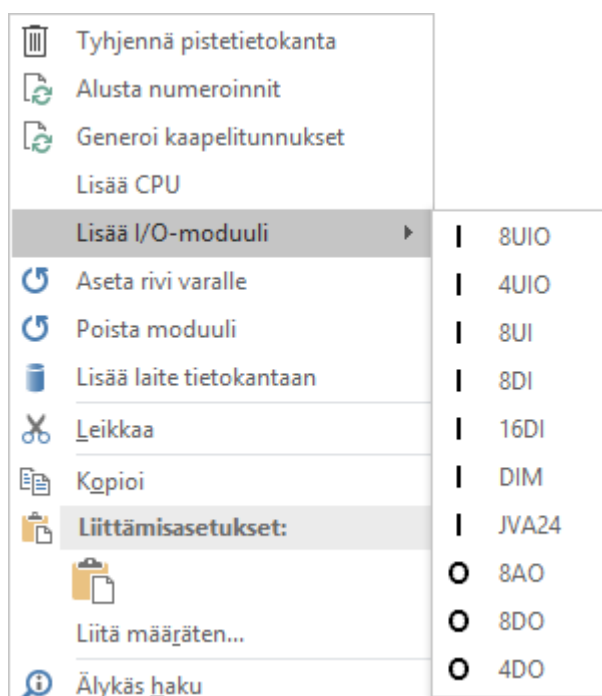 Tyhjennä pistetietokanta
Alusta numeroinnit
Generoi kaapelitunnukset
Lisää CPU
Lisää I/O-moduuli
Aseta rivi varalle
Poista moduuli
Lisää laite tietokantaan
Leikkaa
Kopioi
Liittämisasetukset:
Liitä määräten...
Älykäs haku
I 8UIO
I 4UIO
I 8UI
I 8DI
I 16DI
I DIM
I JVA24
O 8AO
O 8DO
O 4DO